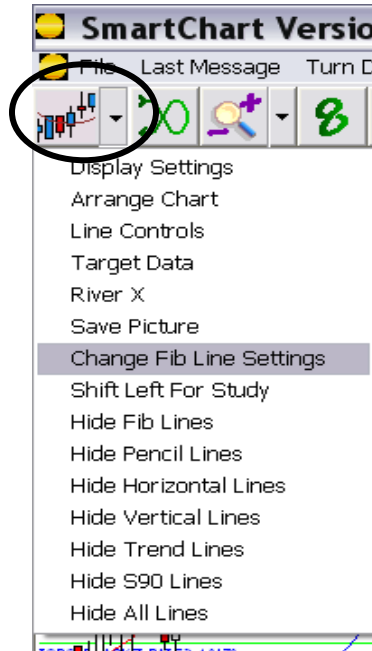 SmartChart Versio
File Last Message Turn D
8
Display Settings
Arrange Chart
Line Controls
Target Data
River X
Save Picture
Change Fib Line Settings
Shift Left For Study
Hide Fib Lines
Hide Pencil Lines
Hide Horizontal Lines
Hide Vertical Lines
Hide Trend Lines
Hide S90 Lines
Hide All Lines